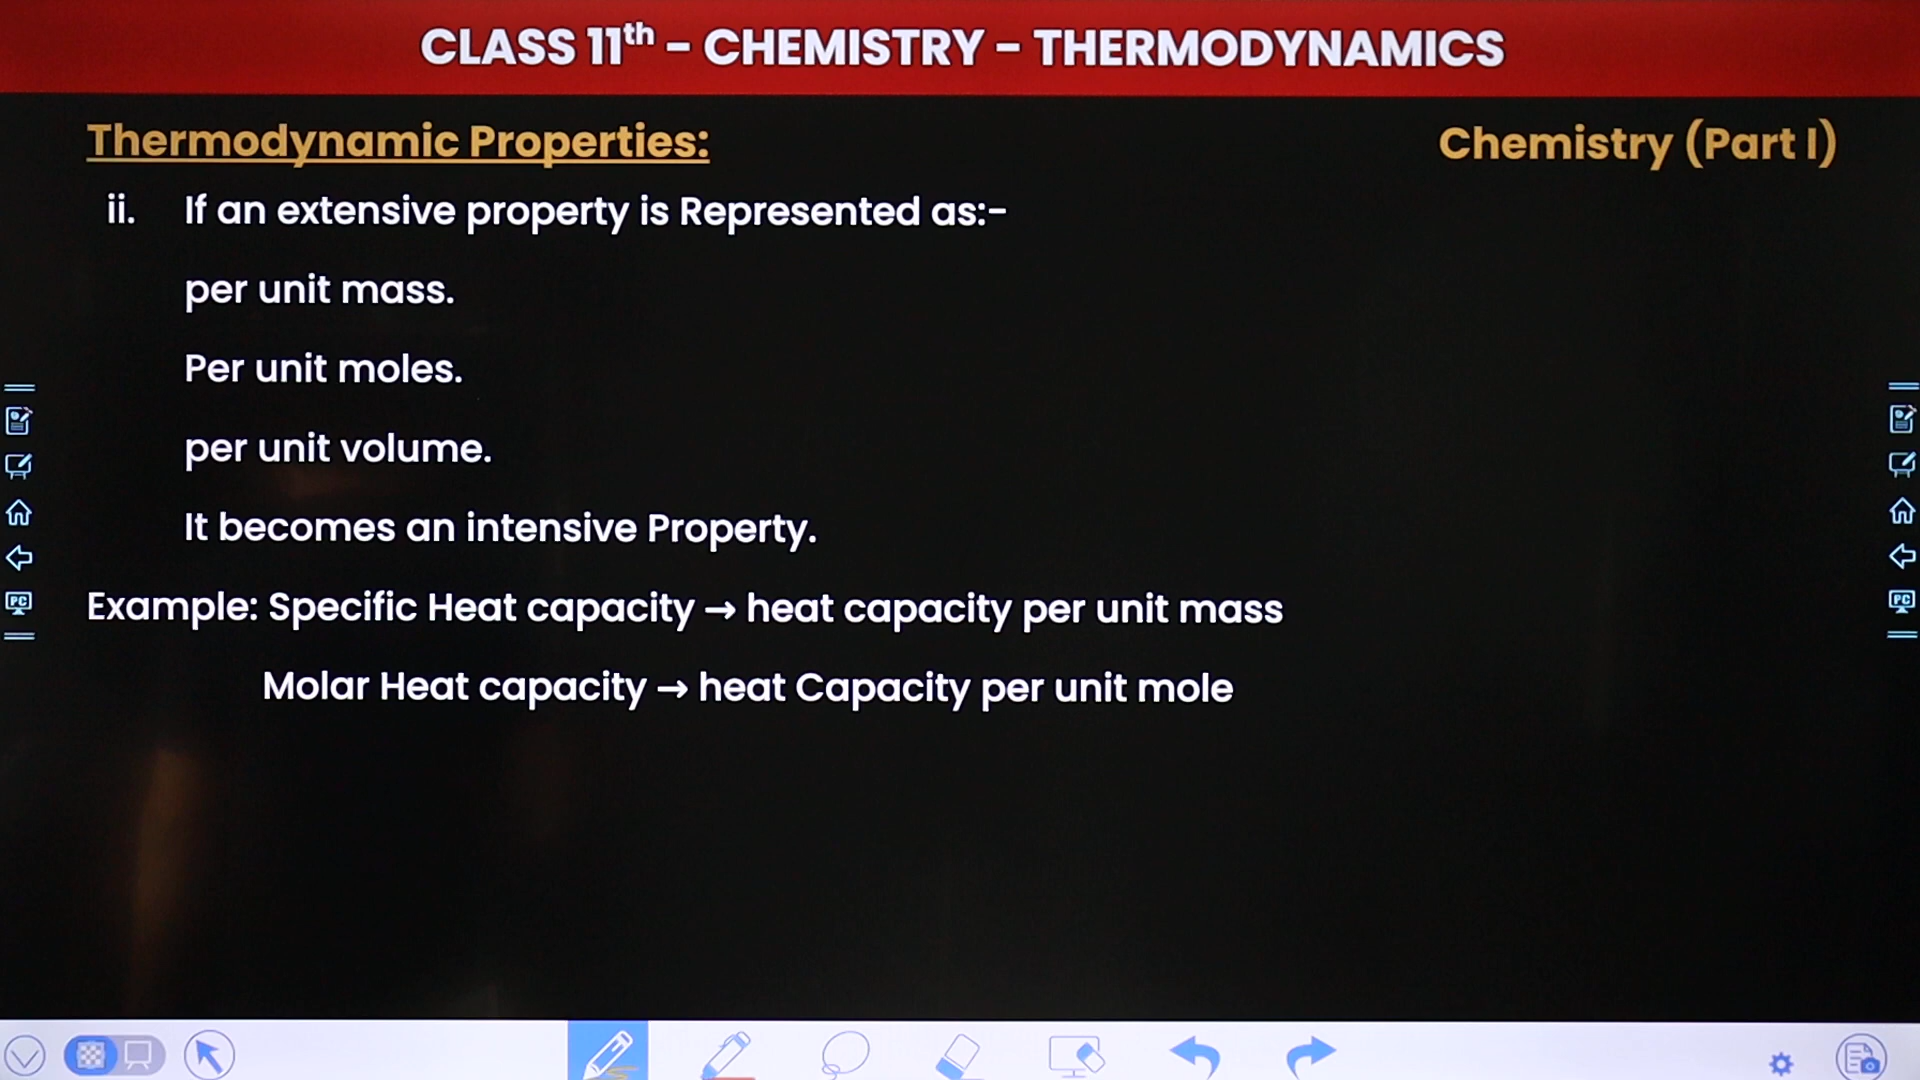 CLASS 11th - CHEMISTRY - THERMODYNAMICS
Thermodynamic Properties:
Chemistry (Part I)
ii. If an extensive property is Represented as:-
per unit mass.
Per unit moles.
per unit volume.
It becomes an intensive Property.
Example: Specific Heat capacity → heat capacity per unit mass
Molar Heat capacity → heat Capacity per unit mole
PC
PC